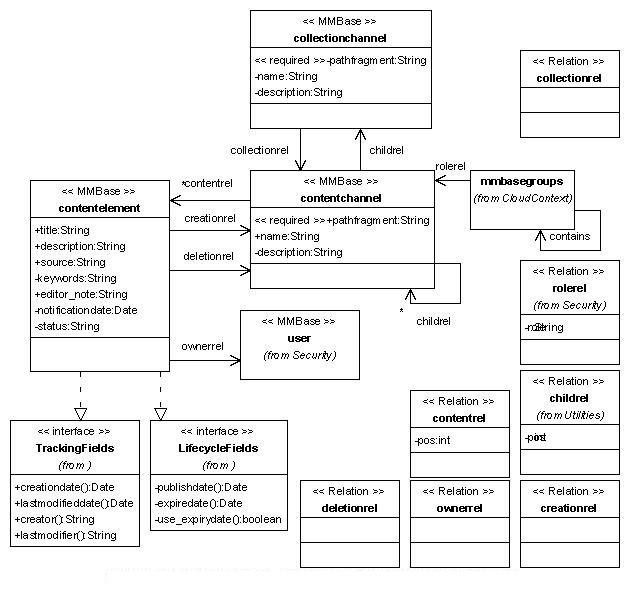 << MMBase >>
collectionchannel
<< required >>-pathfragment:String
-name:String
-description:String
<< Relation >>
collectionrel
collectionrel
childrel
rolerel
*contentrel
<< MMBase >>
contentchannel
<< required >>+pathfragment:String
+name:String
-description:String
mmbasegroups
(from CloudContext)
contains
<< MMBase >>
contentelement
+title:String
+description:String
+source:String
-keywords:String
+editor_note:String
-notificationdate:Date
-status:String
creationrel
deletionrel
*
childrel
<< Relation >>
rolerel
(from Security)
ownerrel
<< MMBase >>
user
(from Security)
<< Relation >>
contentrel
-pos:int
<< Relation >>
childrel
(from Utilities)
<< interface >>
TrackingFields
(from )
+creationdate():Date
+lastmodifieddate():Date
+creator():String
+lastmodifier():String
<< interface >>
LifecycleFields
(from )
-publishdate():Date
-expiredate():Date
-use_expirydate():boolean
<< Relation >>
deletionrel
<< Relation >>
ownerrel
<< Relation >>
creationrel